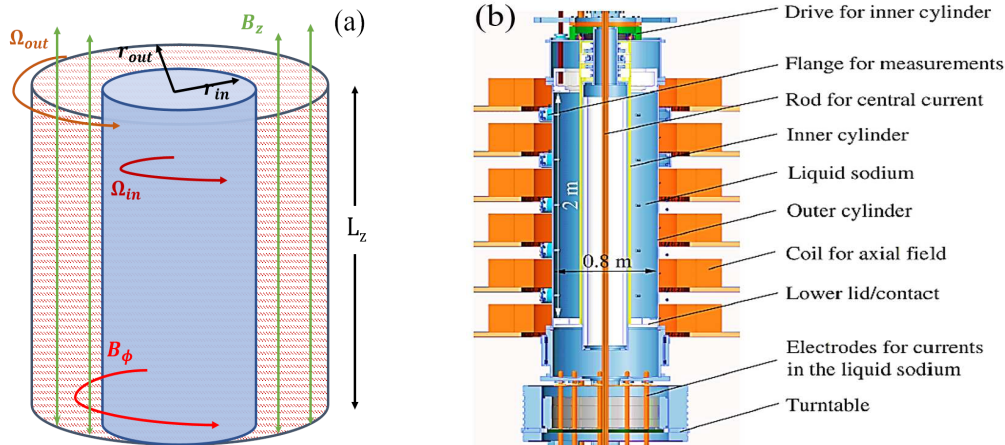 (a)
Ω_out
B_z
r_out
r_in
Ω_in
L_z
B_ϕ
(b)
Drive for inner cylinder
Flange for measurements
Rod for central current
Inner cylinder
Liquid sodium
Outer cylinder
Coil for axial field
Lower lid/contact
Electrodes for currents
in the liquid sodium
Turntable
2 m
0.8 m